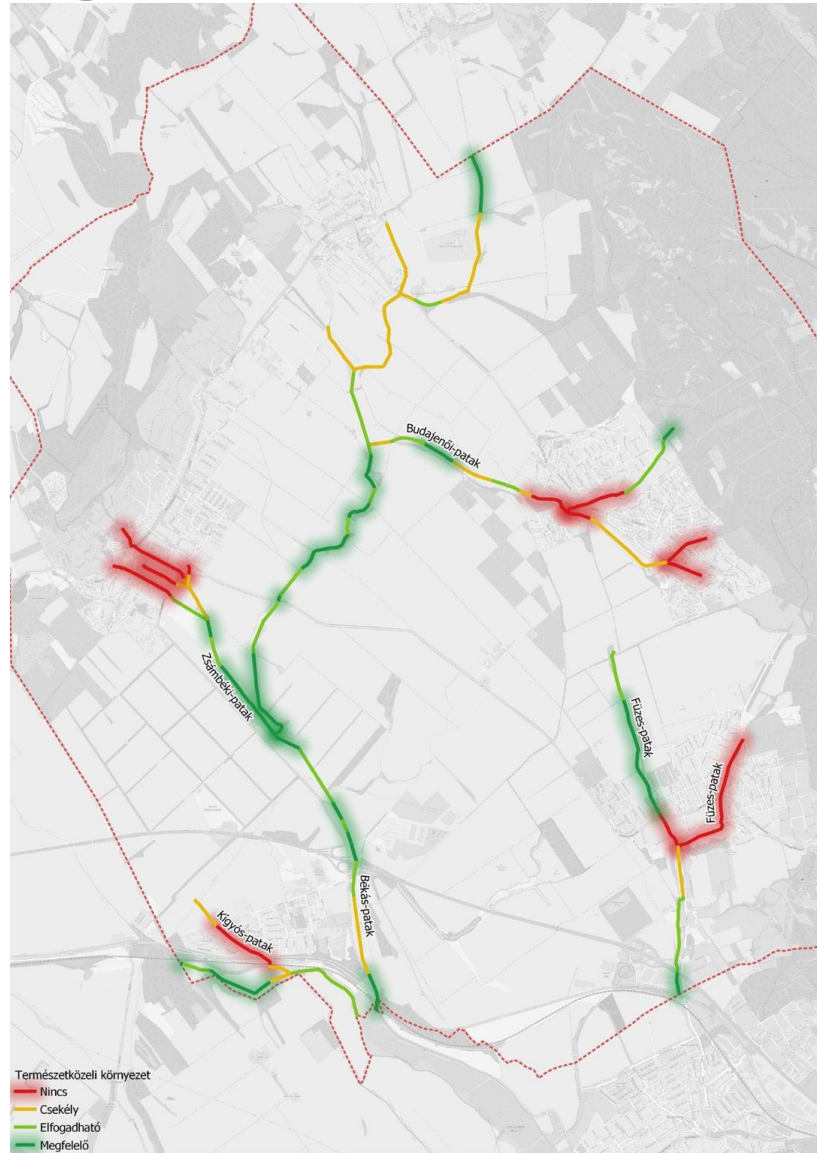 Budajenői-patak
Zsámbéki-patak
Füzes-patak
Füzes-patak
Békás-patak
Kígyós-patak
Természetközeli környezet
Nincs
Csekély
Elfogadható
Megfelelő